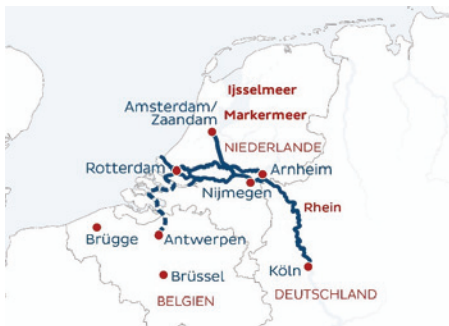 Ijsselmeer
Amsterdam/
Zaandam
Markermeer
NIEDERLANDE
Rotterdam
Arnheim
Nijmegen
Rhein
Brügge
Antwerpen
Köln
Brüssel
DEUTSCHLAND
BELGIEN